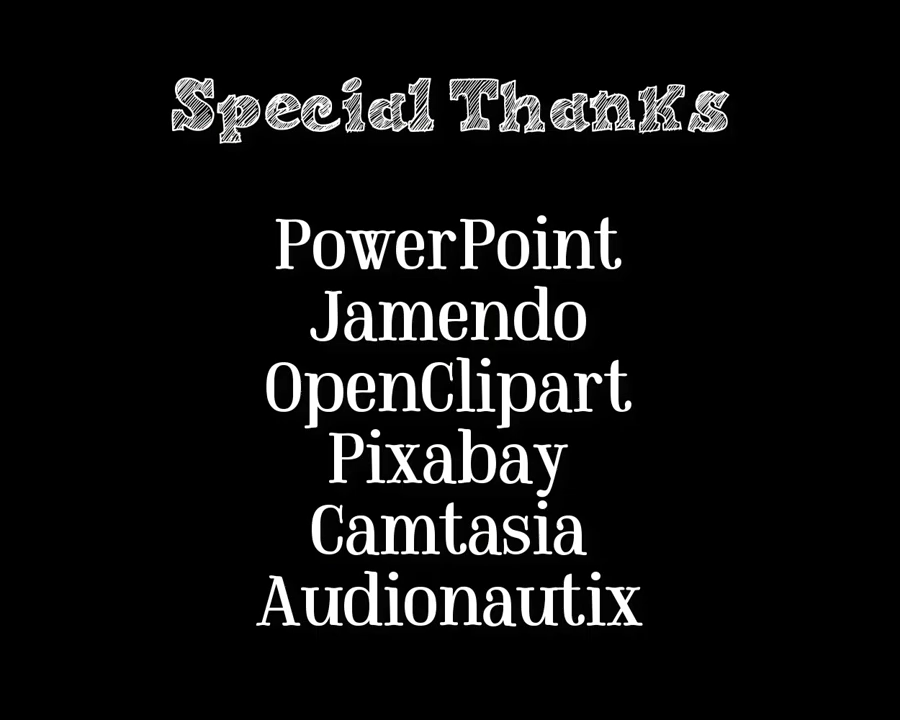 Special Thanks
PowerPoint
Jamendo
OpenClipart
Pixabay
Camtasia
Audionautix